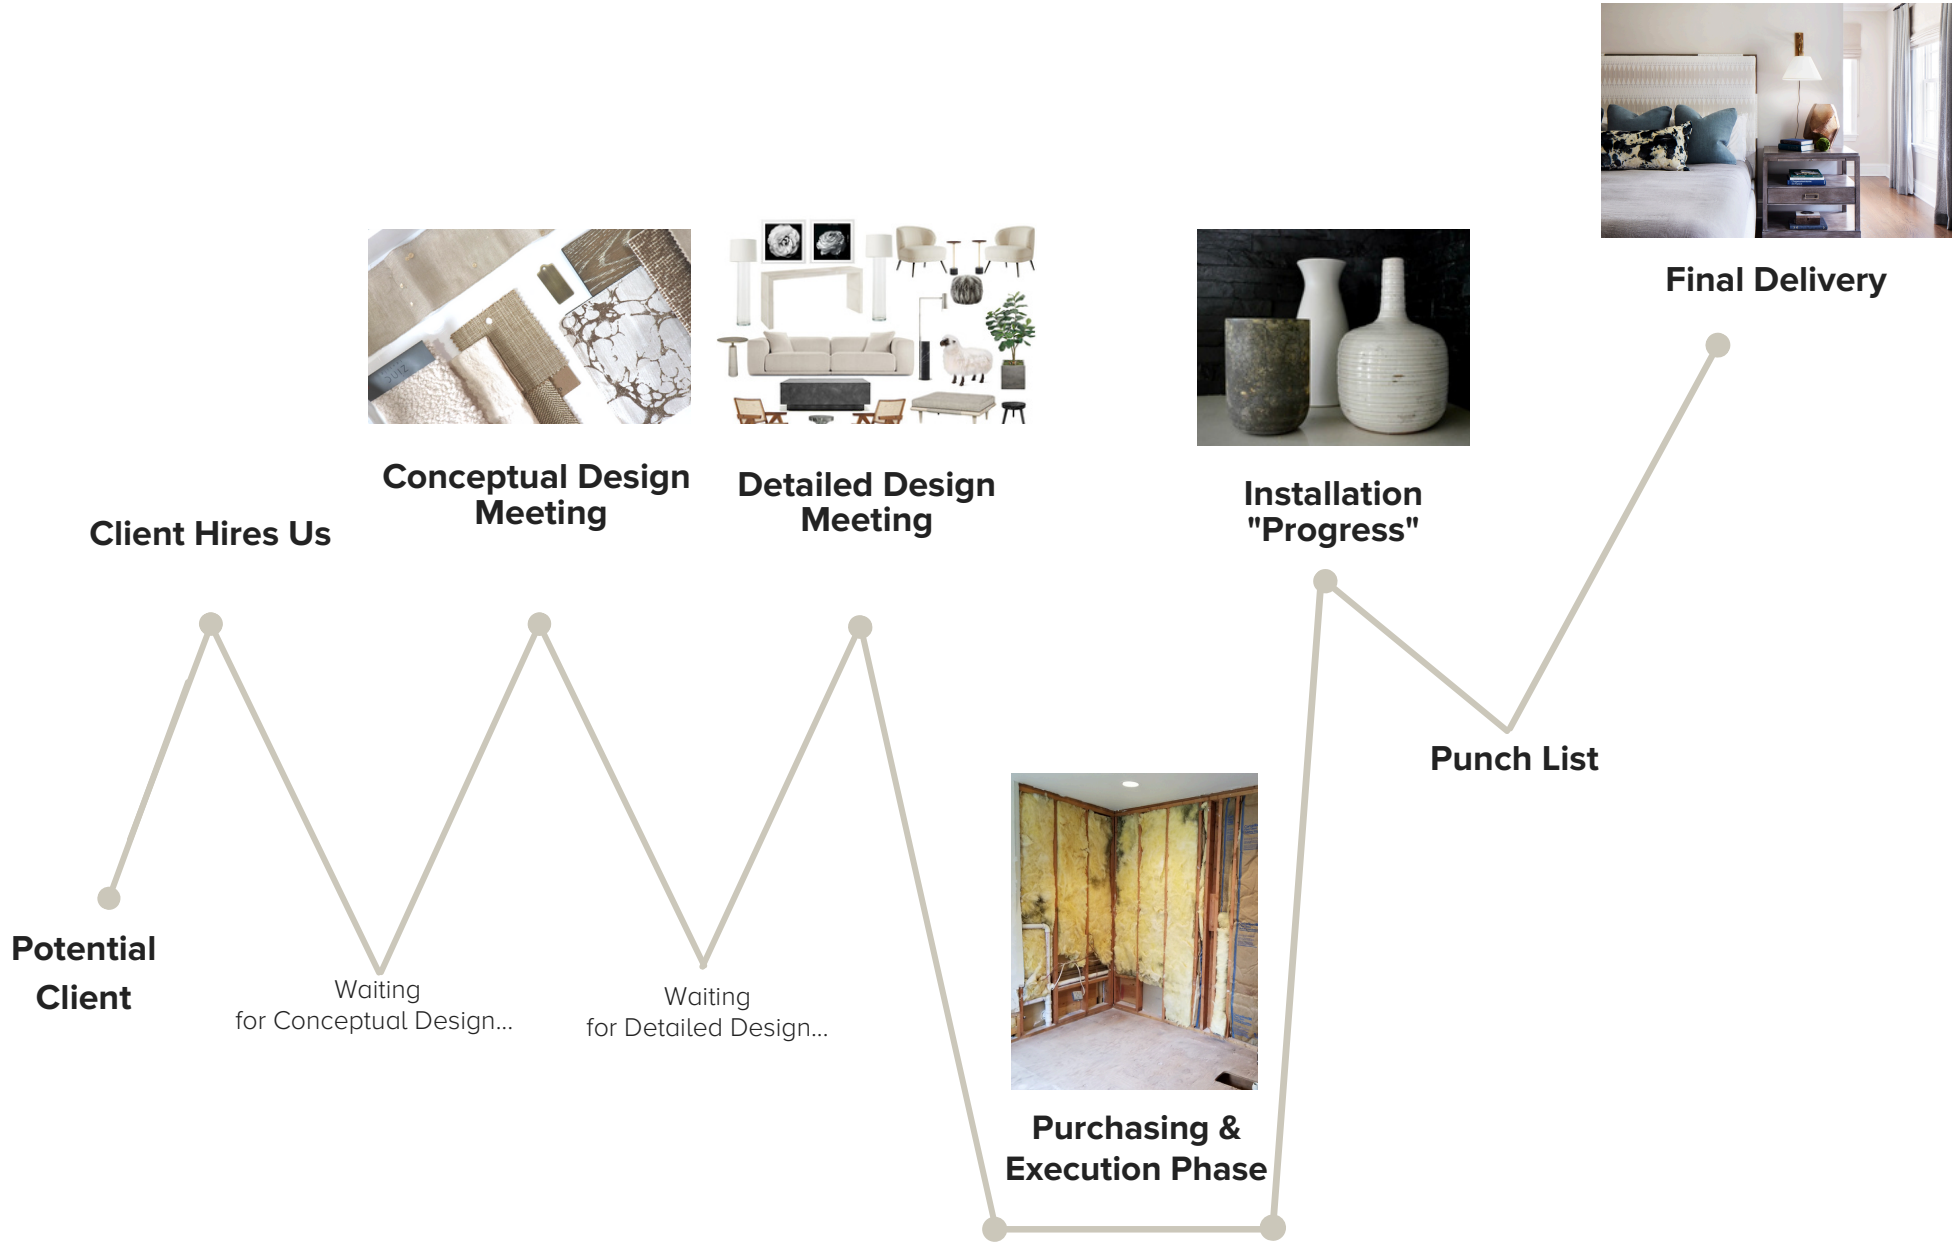 Final Delivery
Conceptual Design
Meeting
Detailed Design
Meeting
Installation
"Progress"
Client Hires Us
Punch List
Potential
Client
Waiting
for Conceptual Design...
Waiting
for Detailed Design...
Purchasing &
Execution Phase